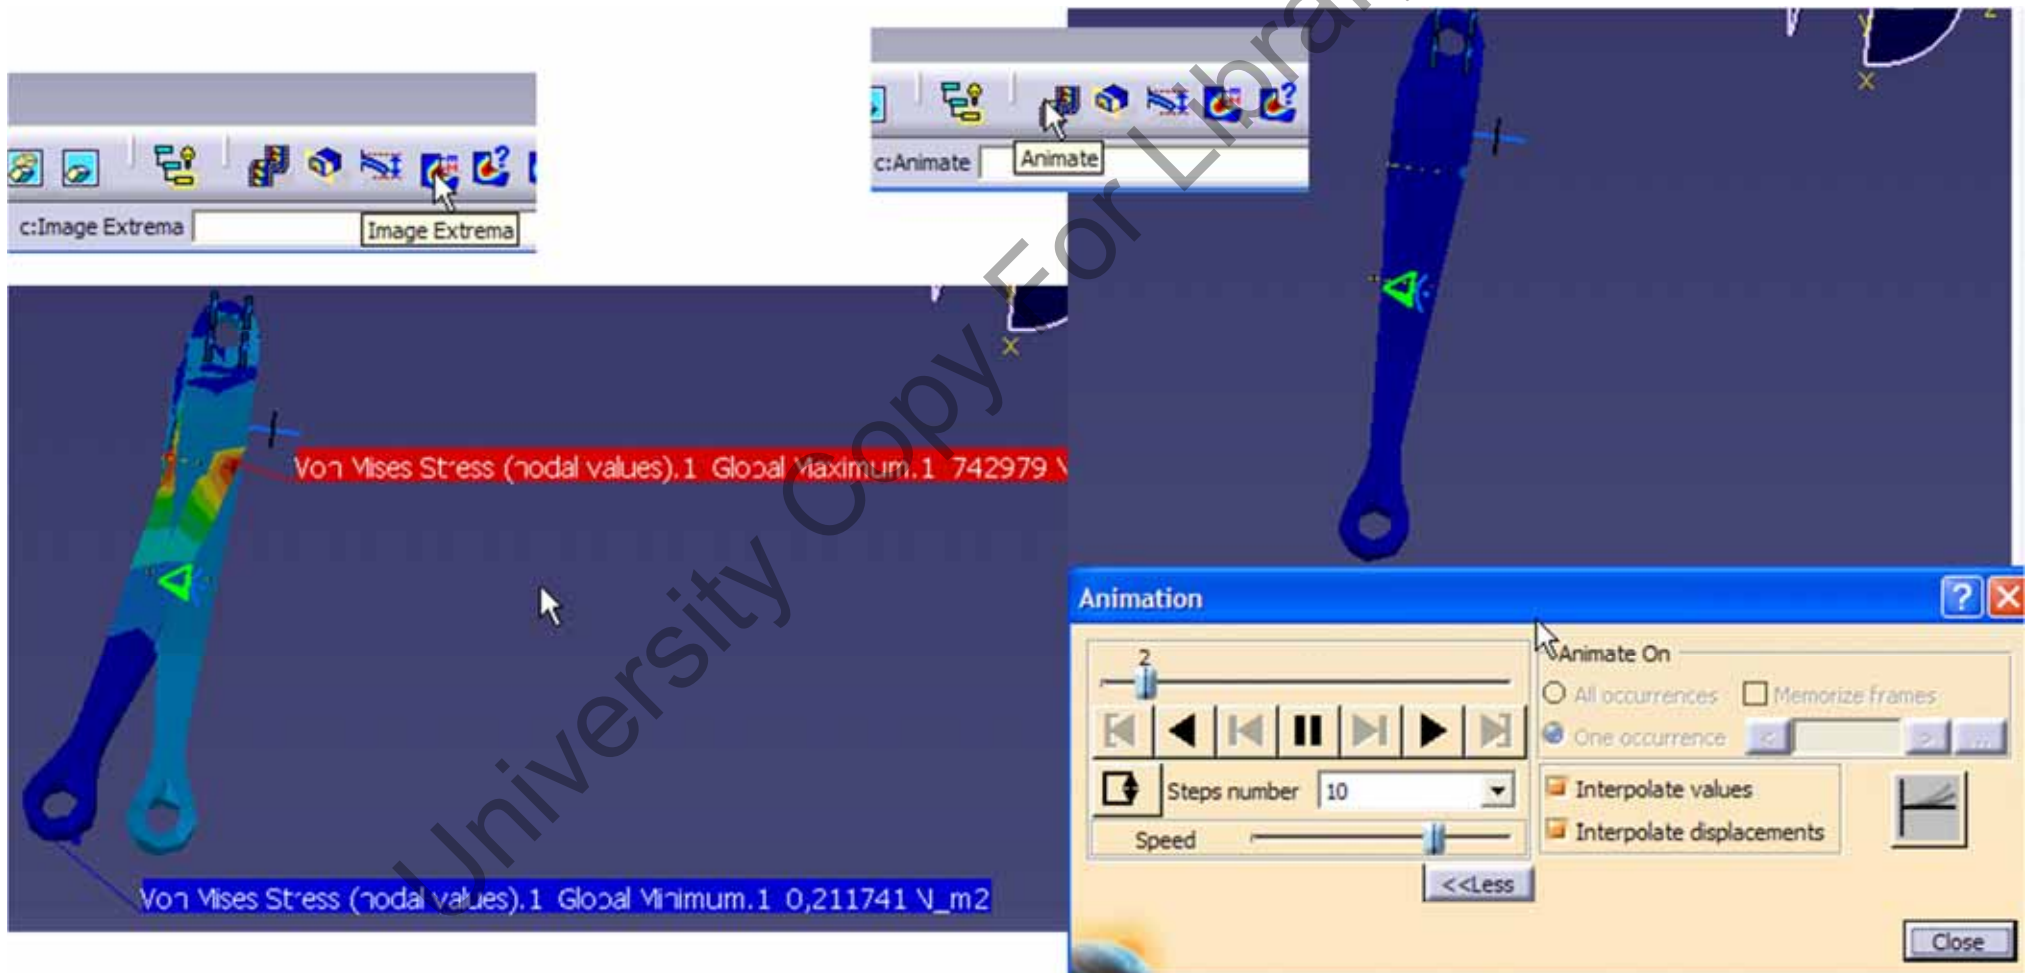 c:Image Extrema
Image Extrema
c:Animate
Animate
X
Y
Z
X
Von Mises Stress (nodal values).1 Global Maximum.1 742979 N
Von Mises Stress (nodal values).1 Global Minimum.1 0,211741 N_m2
Animation
2
Animate On
All occurrences
Memorize frames
One occurrence
Steps number 10
Interpolate values
Speed
Interpolate displacements
<<Less
Close
University Copy For